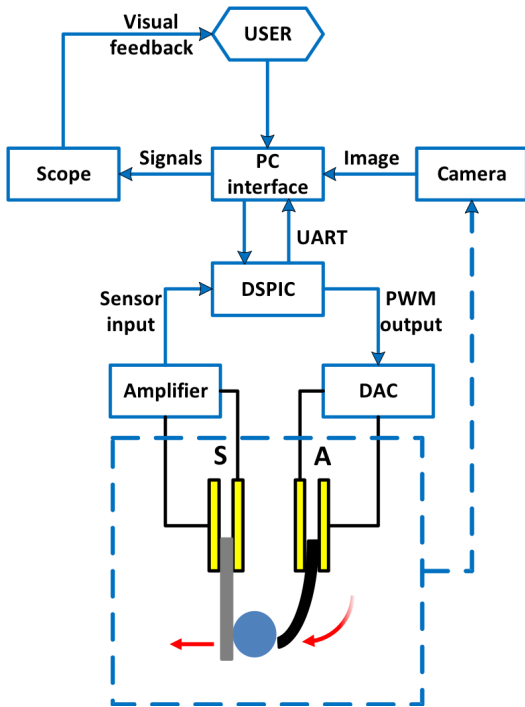 Visual
feedback
USER
Signals
Image
Scope
PC
interface
Camera
UART
DSPIC
Sensor
input
PWM
output
Amplifier
DAC
S
A